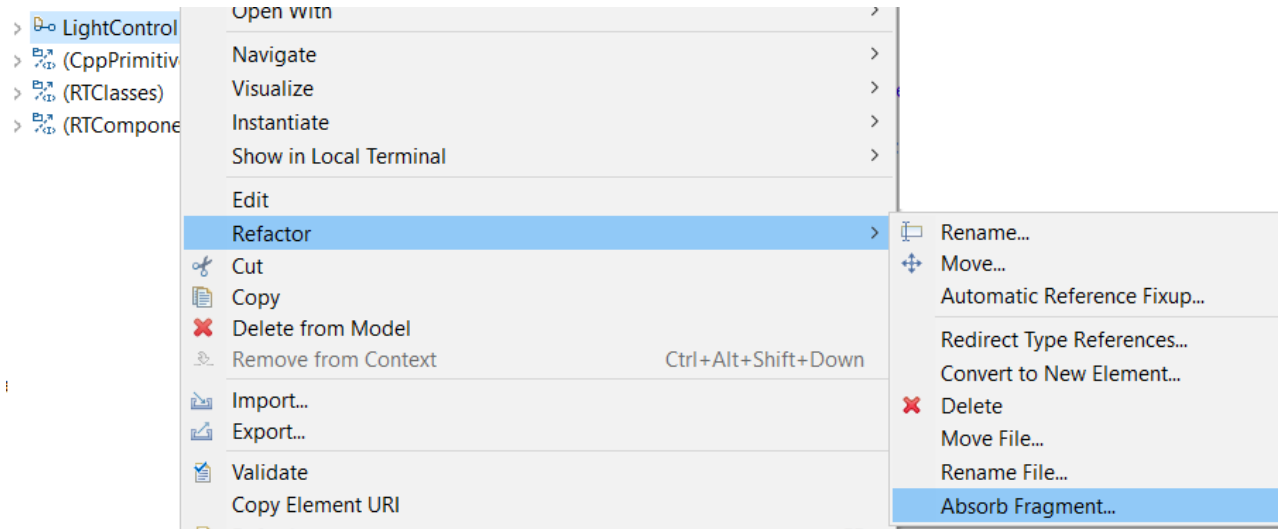 Open With
LightControl
(CppPrimitiv
(RTClasses)
(RTCompone
Navigate
Visualize
Instantiate
Show in Local Terminal
Edit
Refactor
Cut
Copy
Delete from Model
Remove from Context Ctrl+Alt+Shift+Down
Import...
Export...
Validate
Copy Element URI
Rename...
Move...
Automatic Reference Fixup...
Redirect Type References...
Convert to New Element...
Delete
Move File...
Rename File...
Absorb Fragment...